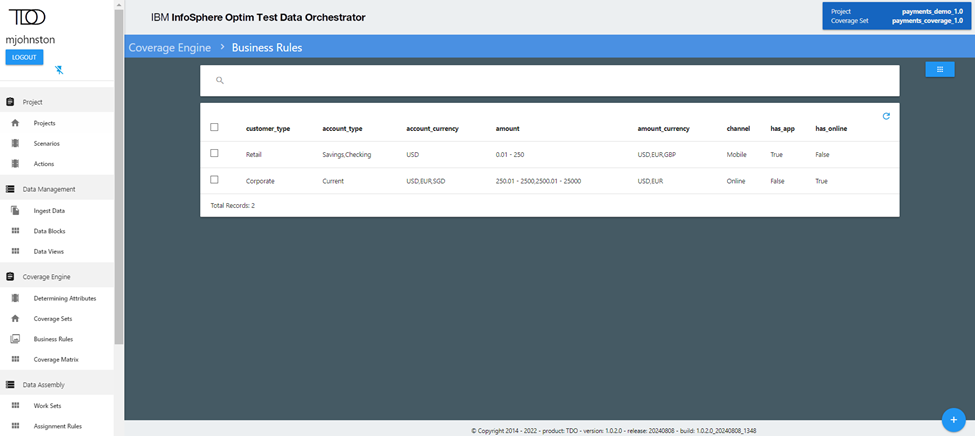 TDO
mjohnston
LOGOUT
Project
Projects
Scenarios
Actions
Data Management
Ingest Data
Data Blocks
Data Views
Coverage Engine
Determining Attributes
Coverage Sets
Business Rules
Coverage Matrix
Data Assembly
Work Sets
Assignment Rules
IBM InfoSphere Optim Test Data Orchestrator
Project payments_demo_1.0
Coverage Set payments_coverage_1.0
Coverage Engine > Business Rules
customer_type account_type account_currency amount amount_currency channel has_app has_online
Retail Savings,Checking USD 0.01 - 250 USD,EUR,GBP Mobile True False
Corporate Current USD,EUR,SGD 250.01 - 2500,2500.01 - 25000 USD,EUR Online False True
Total Records: 2
+
© Copyright 2014 - 2022 - product: TDO - version: 1.0.2.0 - release: 20240808 - build: 1.0.2.0_20240808_1348